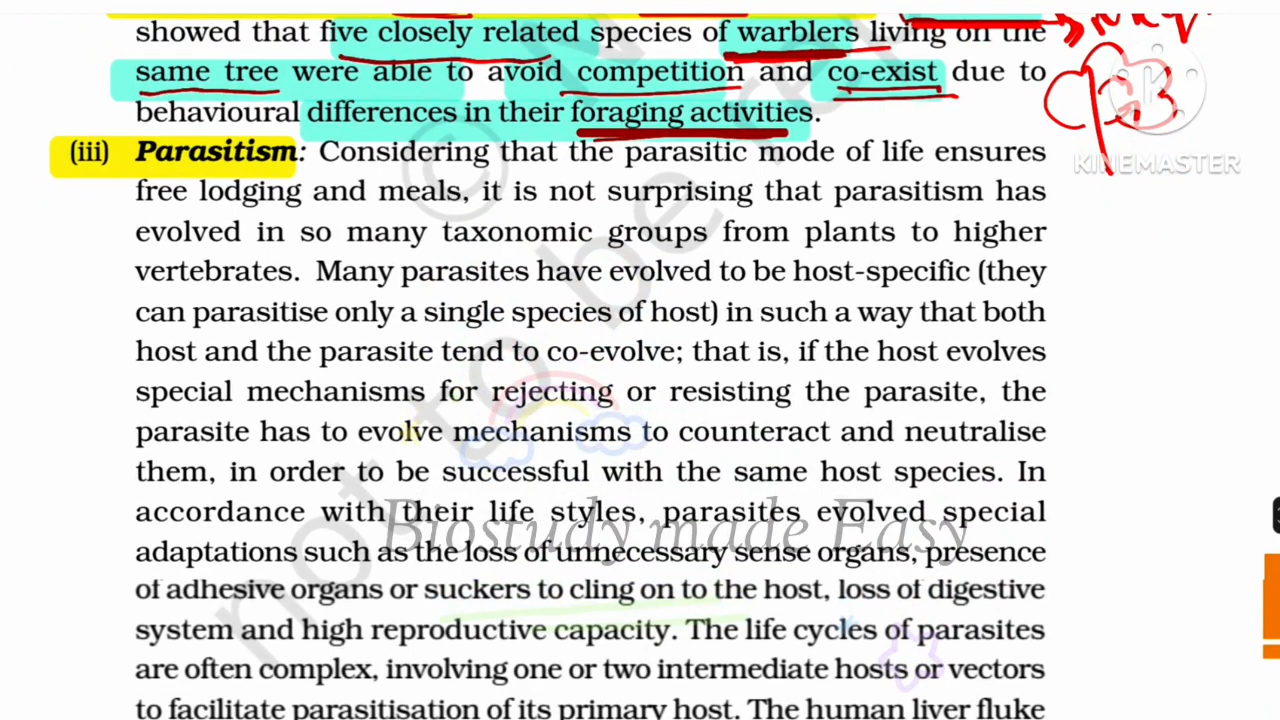 showed that five closely related species of warblers living on the
same tree were able to avoid competition and co-exist due to
behavioural differences in their foraging activities.
KINEMASTER
(iii) Parasitism: Considering that the parasitic mode of life ensures
free lodging and meals, it is not surprising that parasitism has
evolved in so many taxonomic groups from plants to higher
vertebrates. Many parasites have evolved to be host-specific (they
can parasitise only a single species of host) in such a way that both
host and the parasite tend to co-evolve; that is, if the host evolves
special mechanisms for rejecting or resisting the parasite, the
parasite has to evolve mechanisms to counteract and neutralise
them, in order to be successful with the same host species. In
accordance with their life styles, parasites evolved special
Biostudy made Easy
adaptations such as the loss of unnecessary sense organs, presence
of adhesive organs or suckers to cling on to the host, loss of digestive
system and high reproductive capacity. The life cycles of parasites
are often complex, involving one or two intermediate hosts or vectors
to facilitate parasitisation of its primary host. The human liver fluke
not to be